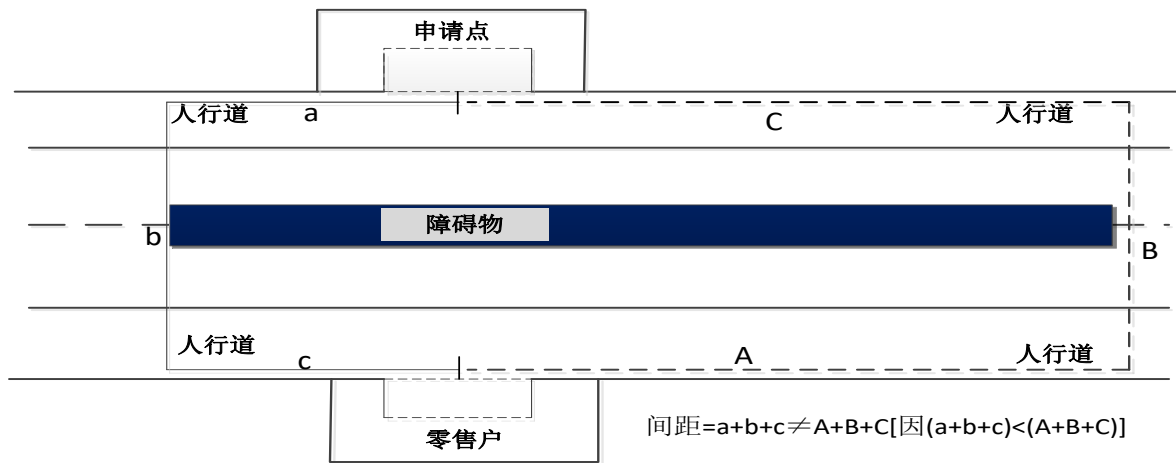 申请点
人行道
a
C
人行道
障碍物
b
B
人行道
c
A
人行道
零售户
间距=a+b+c≠A+B+C[因(a+b+c)<(A+B+C)]